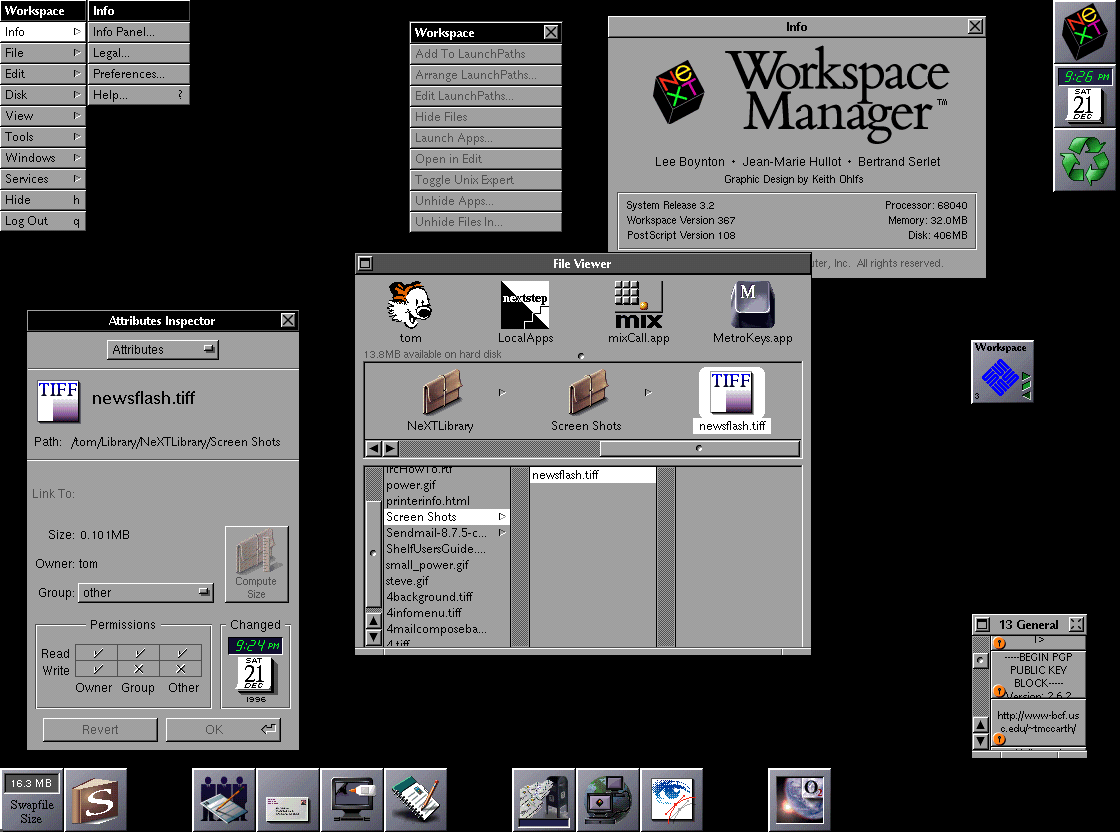 Workspace
Info
File
Edit
Disk
View
Tools
Windows
Services
Hide h
Log Out q
Info
Info Panel...
Legal...
Preferences...
Help... ?
Workspace
Add To LaunchPaths
Arrange LaunchPaths...
Edit LaunchPaths...
Hide Files
Launch Apps...
Open in Edit
Toggle Unix Expert
Unhide Apps...
Unhide Files In...
Info
NeXT
Workspace
Manager™
Lee Boynton • Jean-Marie Hullot • Bertrand Serlet
Graphic Design by Keith Ohlfs
System Release 3.2 Processor: 68040
Workspace Version 367 Memory: 32.0MB
PostScript Version 108 Disk: 406MB
uter, Inc. All rights reserved.
NeXT
9:26 PM
SAT
21
DEC
File Viewer
nextstep
mix
M
tom LocalApps mixCall.app MetroKeys.app
13.8MB available on hard disk
TIFF
NeXTLibrary Screen Shots newsflash.tiff
ircHowTo.rtf
power.gif
printerinfo.html
Screen Shots
Sendmail-8.7.5-c...
ShelfUsersGuide....
small_power.gif
steve.gif
4background.tiff
4infomenu.tiff
4mailcomposeba...
4.tiff
newsflash.tiff
Attributes Inspector
Attributes
TIFF
newsflash.tiff
Path: /tom/Library/NeXTLibrary/Screen Shots
Link To:
Size: 0.101MB
Owner: tom
Group: other
Compute
Size
Permissions
Read
Write
Owner Group Other
Changed
9:24 PM
SAT
21
DEC
1996
Revert
OK
Workspace
3
13 General
|>
-----BEGIN PGP
PUBLIC KEY
BLOCK-----
Version: 2.6.2
http://www-bcf.us
c.edu/~tmccarth/
16.3 MB
Swapfile
Size
S
O2